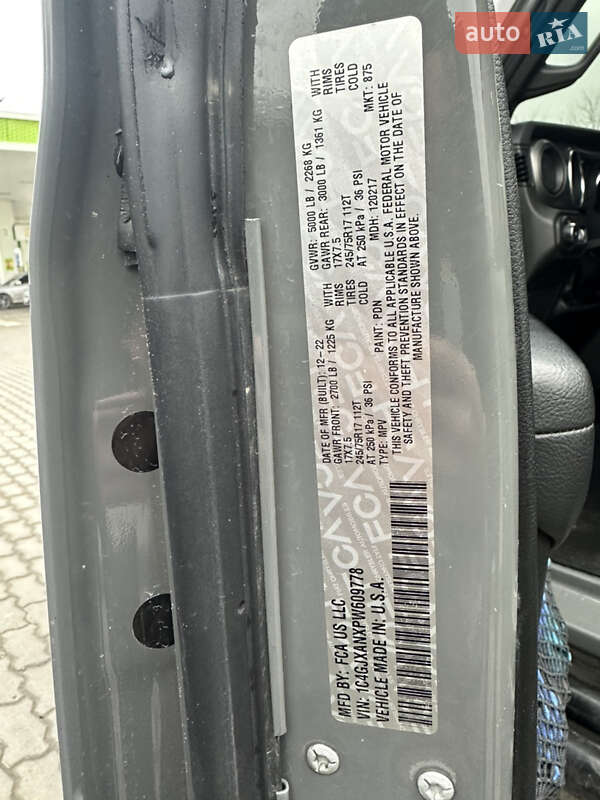 auto RIA.com
MFD BY: FCA US LLC
DATE OF MFR (BUILT): 12-22
GVWR: 5000 LB / 2268 KG
GAWR FRONT: 2700 LB / 1225 KG WITH
GAWR REAR: 3000 LB / 1361 KG WITH
17X7.5 RIMS
17X7.5 RIMS
245/75R17 112T TIRES
245/75R17 112T TIRES
AT 250 kPa / 36 PSI COLD
AT 250 kPa / 36 PSI COLD
TYPE: MPV PAINT: PDN MDH: 120217 MKT: 875
THIS VEHICLE CONFORMS TO ALL APPLICABLE U.S.A. FEDERAL MOTOR VEHICLE
SAFETY AND THEFT PREVENTION STANDARDS IN EFFECT ON THE DATE OF
MANUFACTURE SHOWN ABOVE.
VIN: 1C4GJXANXPW609778
VEHICLE MADE IN: U.S.A.